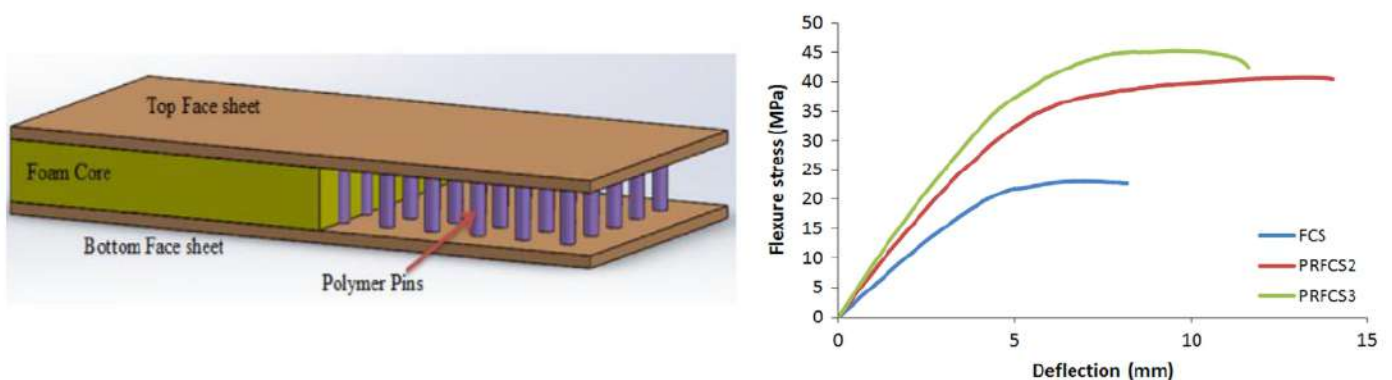 Top Face sheet
Foam Core
Bottom Face sheet
Polymer Pins
Flexure stress (MPa)
50
45
40
35
30
25
20
15
10
5
0
FCS
PRFCS2
PRFCS3
0 5 10 15
Deflection (mm)